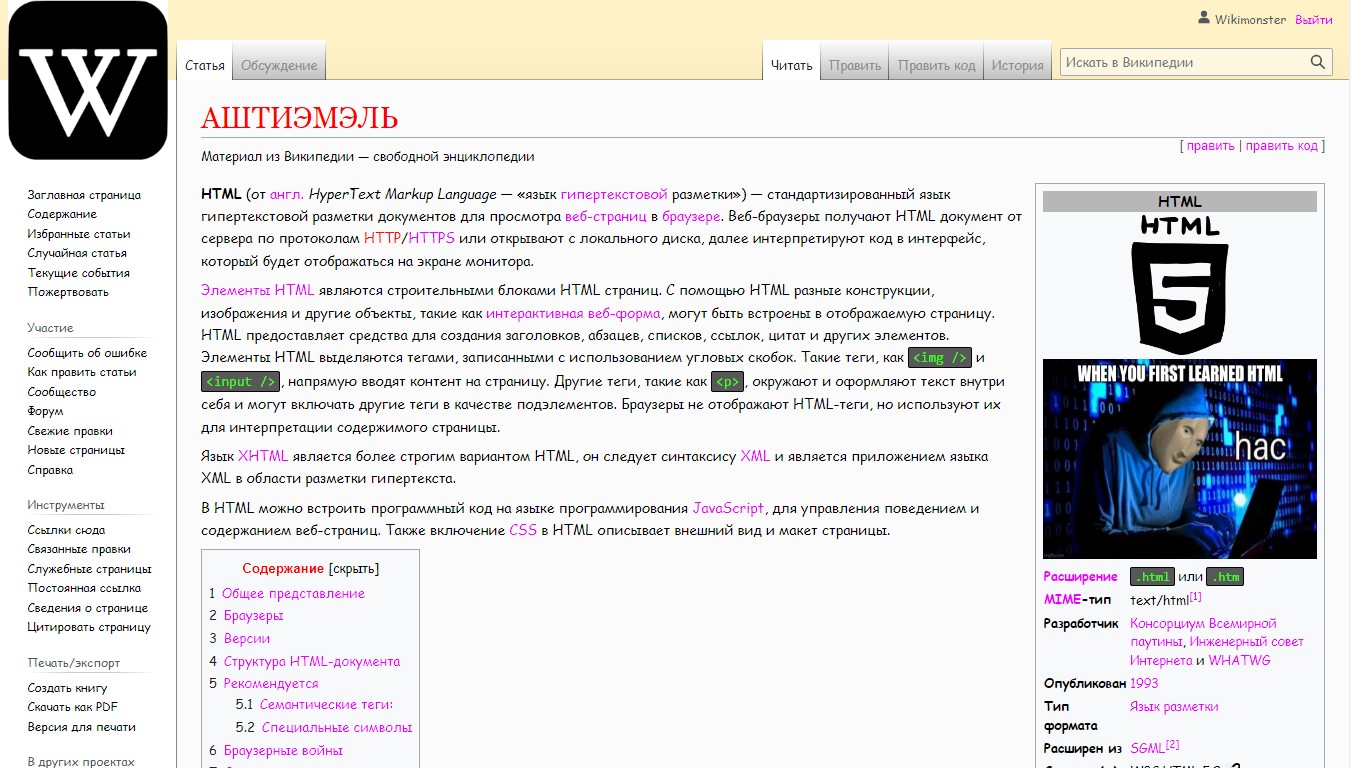 W
Wikimonster Выйти
Статья Обсуждение Читать Править Править код История Искать в Википедии
АШТИЭМЭЛЬ
[ править | править код ]
Материал из Википедии — свободной энциклопедии
Заглавная страница
Содержание
Избранные статьи
Случайная статья
Текущие события
Пожертвовать
Участие
Сообщить об ошибке
Как править статьи
Сообщество
Форум
Свежие правки
Новые страницы
Справка
Инструменты
Ссылки сюда
Связанные правки
Служебные страницы
Постоянная ссылка
Сведения о странице
Цитировать страницу
Печать/экспорт
Создать книгу
Скачать как PDF
Версия для печати
В других проектах
HTML (от англ. HyperText Markup Language — «язык гипертекстовой разметки») — стандартизированный язык
гипертекстовой разметки документов для просмотра веб-страниц в браузере. Веб-браузеры получают HTML документ от
сервера по протоколам HTTP/HTTPS или открывают с локального диска, далее интерпретируют код в интерфейс,
который будет отображаться на экране монитора.
Элементы HTML являются строительными блоками HTML страниц. С помощью HTML разные конструкции,
изображения и другие объекты, такие как интерактивная веб-форма, могут быть встроены в отображаемую страницу.
HTML предоставляет средства для создания заголовков, абзацев, списков, ссылок, цитат и других элементов.
Элементы HTML выделяются тегами, записанными с использованием угловых скобок. Такие теги, как <img /> и
<input />, напрямую вводят контент на страницу. Другие теги, такие как <p>, окружают и оформляют текст внутри
себя и могут включать другие теги в качестве подэлементов. Браузеры не отображают HTML-теги, но используют их
для интерпретации содержимого страницы.
Язык XHTML является более строгим вариантом HTML, он следует синтаксису XML и является приложением языка
XML в области разметки гипертекста.
В HTML можно встроить программный код на языке программирования JavaScript, для управления поведением и
содержанием веб-страниц. Также включение CSS в HTML описывает внешний вид и макет страницы.
Содержание [скрыть]
1 Общее представление
2 Браузеры
3 Версии
4 Структура HTML-документа
5 Рекомендуется
5.1 Семантические теги:
5.2 Специальные символы
6 Браузерные войны
HTML
HTML
5
WHEN YOU FIRST LEARNED HTML
hac
Расширение .html или .htm
MIME-тип text/html[1]
Разработчик Консорциум Всемирной
паутины, Инженерный совет
Интернета и WHATWG
Опубликован 1993
Тип Язык разметки
формата
Расширен из SGML[2]